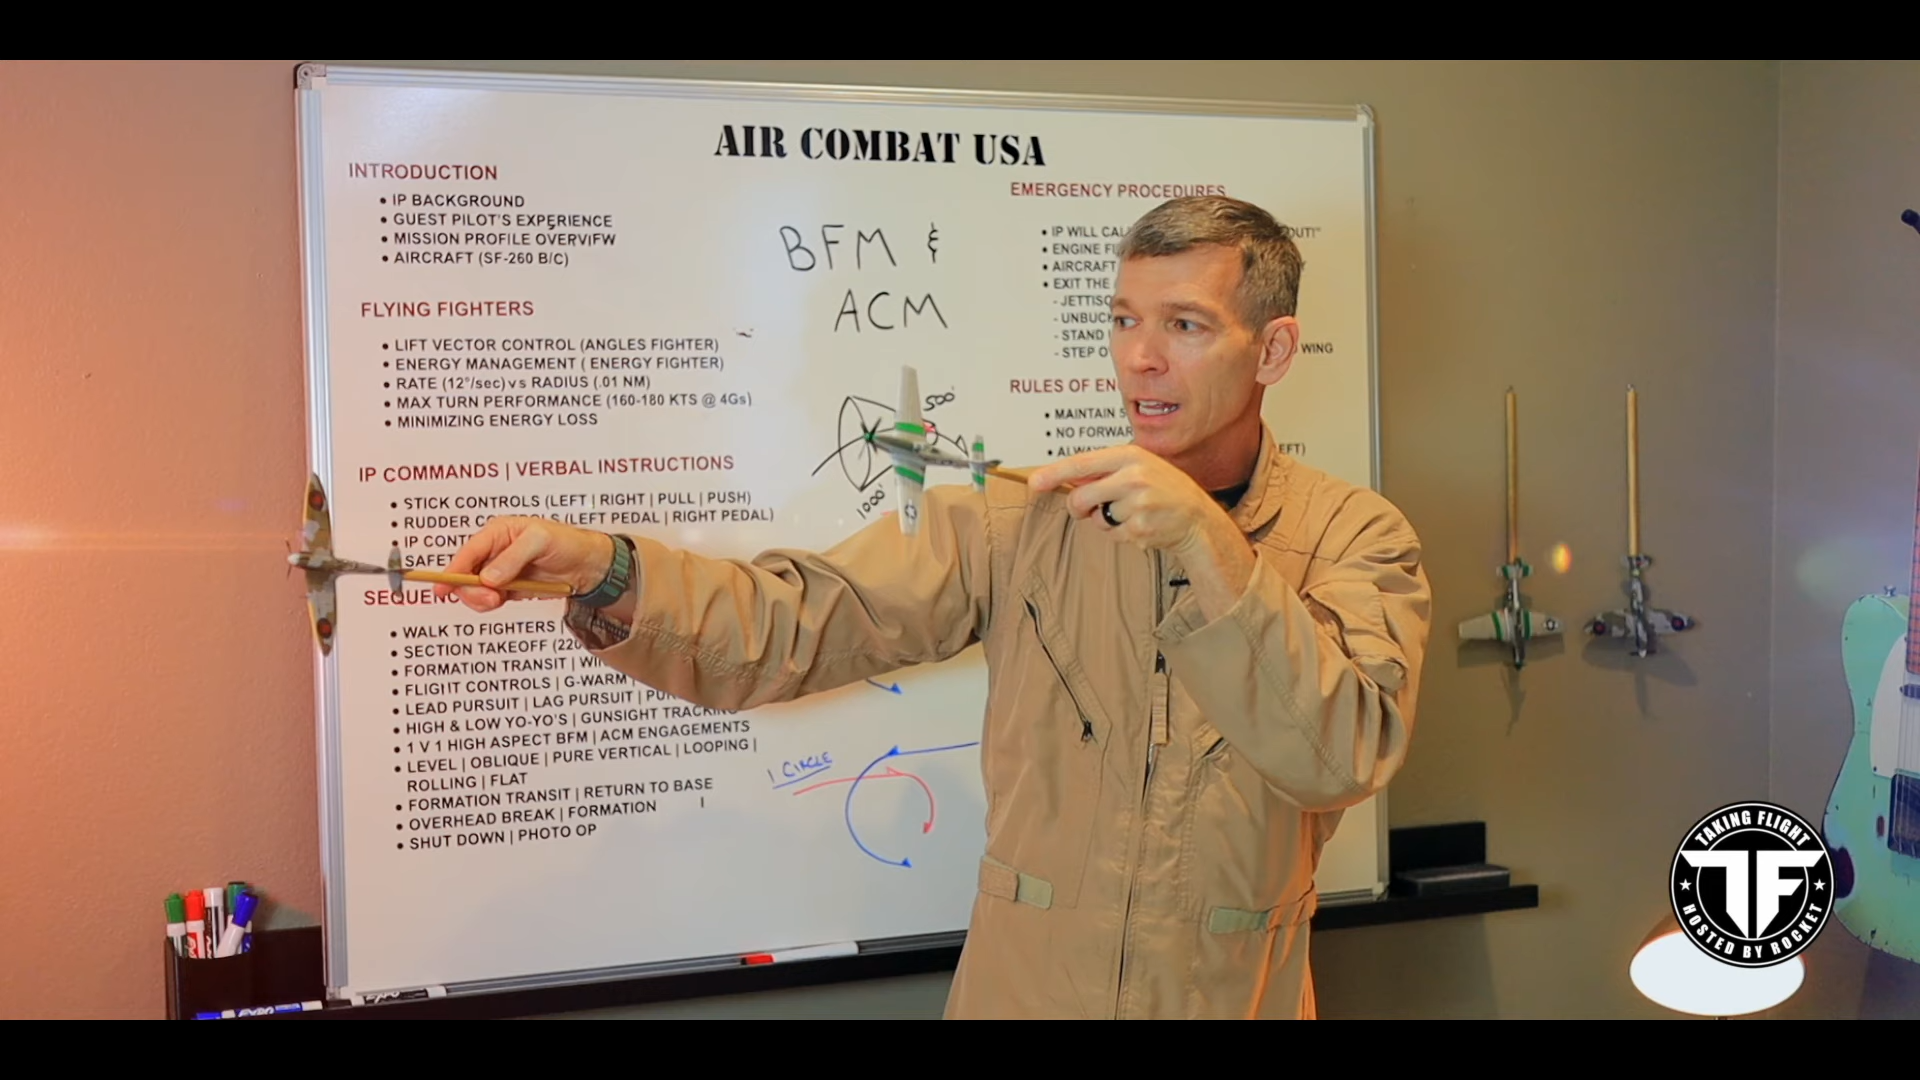 AIR COMBAT USA
INTRODUCTION
• IP BACKGROUND
• GUEST PILOT'S EXPERIENCE
• MISSION PROFILE OVERVIEW
• AIRCRAFT (SF-260 B/C)
FLYING FIGHTERS
• LIFT VECTOR CONTROL (ANGLES FIGHTER)
• ENERGY MANAGEMENT ( ENERGY FIGHTER)
• RATE (12°/sec) vs RADIUS (.01 NM)
• MAX TURN PERFORMANCE (160-180 KTS @ 4Gs)
• MINIMIZING ENERGY LOSS
IP COMMANDS | VERBAL INSTRUCTIONS
• STICK CONTROLS (LEFT | RIGHT | PULL | PUSH)
• RUDDER (LEFT PEDAL | RIGHT PEDAL)
• IP
• WALK TO FIGHTERS |
• SECTION TAKEOFF (220
• FORMATION TRANSIT |
• FLIGHT CONTROLS | G-WARM |
• LEAD PURSUIT | LAG PURSUIT |
• HIGH & LOW YO-YO'S | GUNSIGHT TRACKING
• 1 V 1 HIGH ASPECT BFM | ACM ENGAGEMENTS
• LEVEL | OBLIQUE | PURE VERTICAL | LOOPING |
ROLLING | FLAT
• FORMATION TRANSIT | RETURN TO BASE
• OVERHEAD BREAK | FORMATION
• SHUT DOWN | PHOTO OP
BFM &
ACM
500'
1000'
1 CIRCLE
EMERGENCY PROCEDURES
• IP WILL OUT!"
• ENGINE
• AIRCRAFT
• EXIT THE
-
-
- STAND
- STEP WING
RULES OF
• MAINTAIN
• NO
•
EXPO
TAKING FLIGHT
TF
HOSTED BY ROCKET